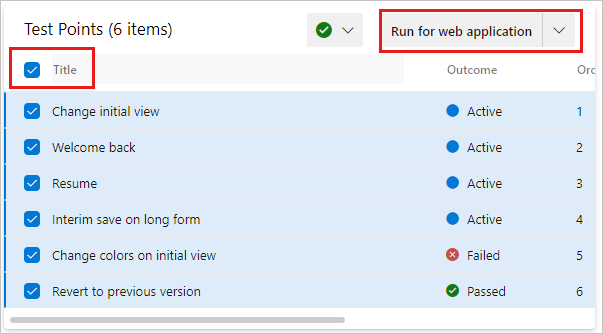 Test Points (6 items)
Run for web application
Title Outcome Ord
Change initial view Active 1
Welcome back Active 2
Resume Active 3
Interim save on long form Active 4
Change colors on initial view Failed 5
Revert to previous version Passed 6